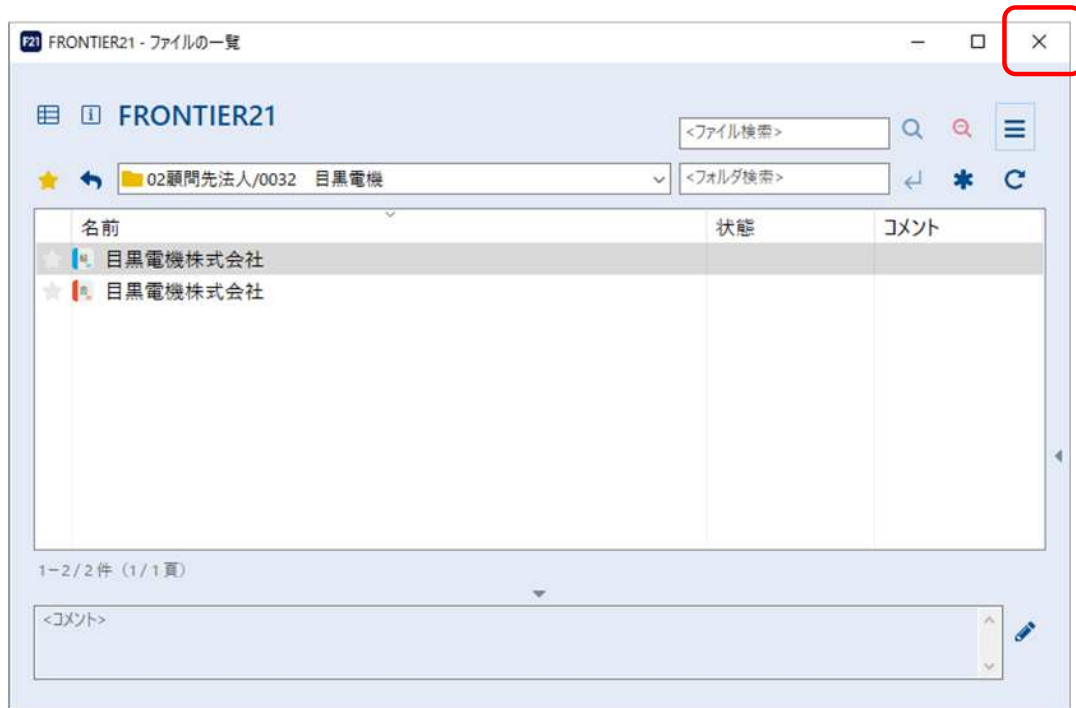 F21 FRONTIER21 - ファイルの一覧
FRONTIER21
<ファイル検索>
02顧問先法人/0032　目黒電機
<フォルダ検索>
名前 状態 コメント
目黒電機株式会社
目黒電機株式会社
1-2/2件 (1/1頁)
<コメント>